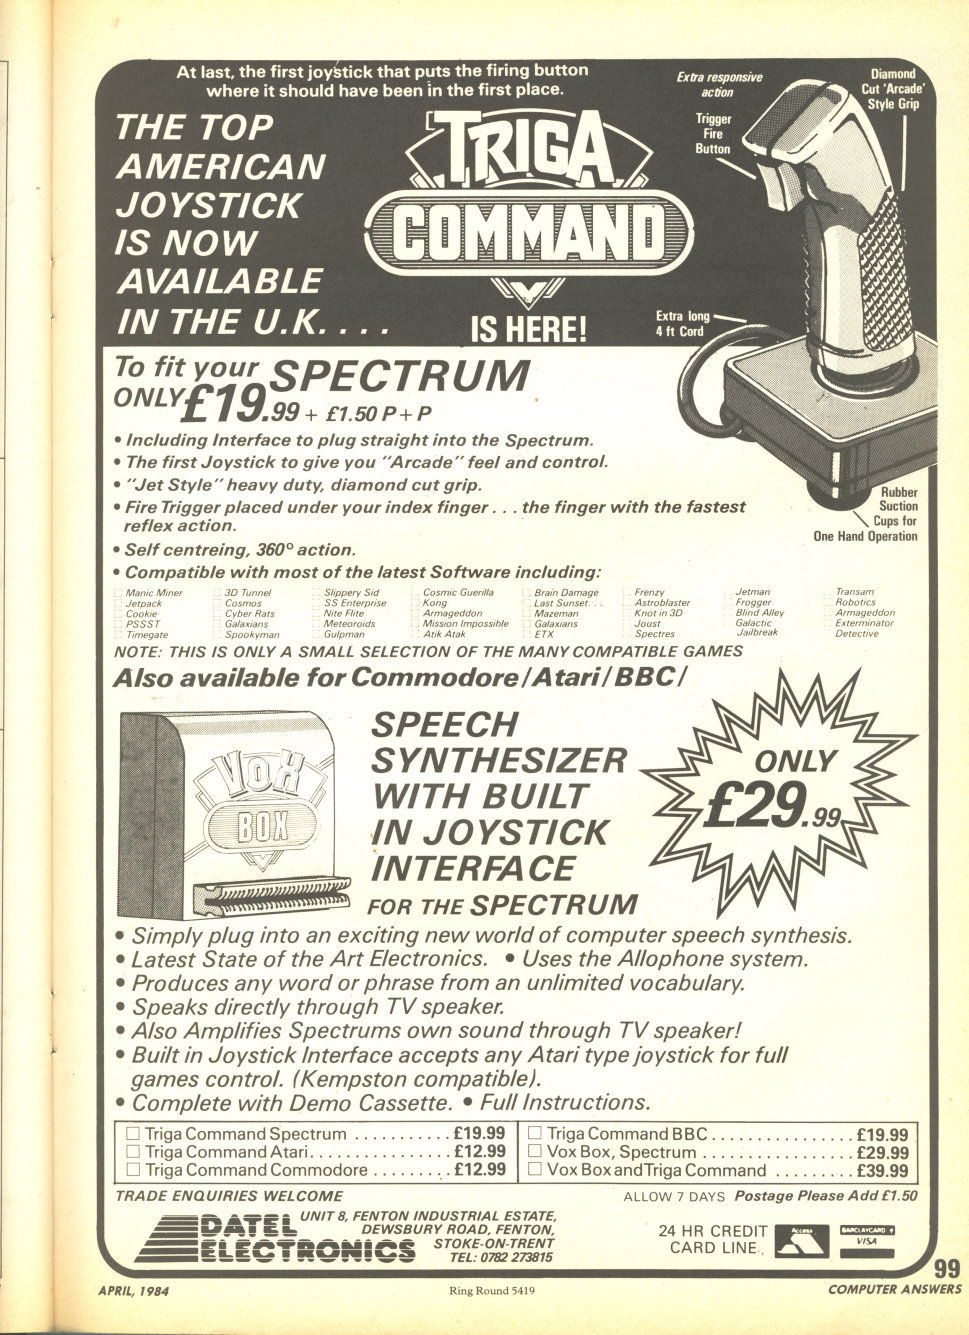 At last, the first joystick that puts the firing button
where it should have been in the first place.
THE TOP
AMERICAN
JOYSTICK
IS NOW
AVAILABLE
IN THE U.K. . . .
TRIGA
COMMAND
IS HERE!
Extra responsive
action
Trigger
Fire
Button
Diamond
Cut 'Arcade'
Style Grip
Extra long
4 ft Cord
Rubber
Suction
Cups for
One Hand Operation
To fit your SPECTRUM
ONLY £19.99 + £1.50 P + P
• Including Interface to plug straight into the Spectrum.
• The first Joystick to give you "Arcade" feel and control.
• "Jet Style" heavy duty, diamond cut grip.
• Fire Trigger placed under your index finger . . . the finger with the fastest
reflex action.
• Self centreing, 360° action.
• Compatible with most of the latest Software including:
Manic Miner
Jetpack
Cookie
PSSST
Timegate
3D Tunnel
Cosmos
Cyber Rats
Galaxians
Spookyman
Slippery Sid
SS Enterprise
Nite Flite
Meteoroids
Gulpman
Cosmic Guerilla
Kong
Armageddon
Mission Impossible
Atik Atak
Brain Damage
Last Sunset. . .
Mazeman
Galaxians
ETX
Frenzy
Astroblaster
Knot in 3D
Joust
Spectres
Jetman
Frogger
Blind Alley
Galactic
Jailbreak
Transam
Robotics
Armageddon
Exterminator
Detective
NOTE: THIS IS ONLY A SMALL SELECTION OF THE MANY COMPATIBLE GAMES
Also available for Commodore/Atari/BBC/
VOX
BOX
SPEECH
SYNTHESIZER
WITH BUILT
IN JOYSTICK
INTERFACE
FOR THE SPECTRUM
ONLY
£29.99
• Simply plug into an exciting new world of computer speech synthesis.
• Latest State of the Art Electronics. • Uses the Allophone system.
• Produces any word or phrase from an unlimited vocabulary.
• Speaks directly through TV speaker.
• Also Amplifies Spectrums own sound through TV speaker!
• Built in Joystick Interface accepts any Atari type joystick for full
games control. (Kempston compatible).
• Complete with Demo Cassette. • Full Instructions.
Triga Command Spectrum . . . . . . . . . . . £19.99
Triga Command Atari. . . . . . . . . . . . . . . . £12.99
Triga Command Commodore . . . . . . . . . £12.99
Triga Command BBC. . . . . . . . . . . . . . . . £19.99
Vox Box, Spectrum . . . . . . . . . . . . . . . . . £29.99
Vox Box and Triga Command . . . . . . . . . £39.99
TRADE ENQUIRIES WELCOME
ALLOW 7 DAYS Postage Please Add £1.50
DATEL
ELECTRONICS
UNIT 8, FENTON INDUSTRIAL ESTATE,
DEWSBURY ROAD, FENTON,
STOKE-ON-TRENT
TEL: 0782 273815
24 HR CREDIT
CARD LINE.
Access
BARCLAYCARD
VISA
99
APRIL, 1984
Ring Round 5419
COMPUTER ANSWERS